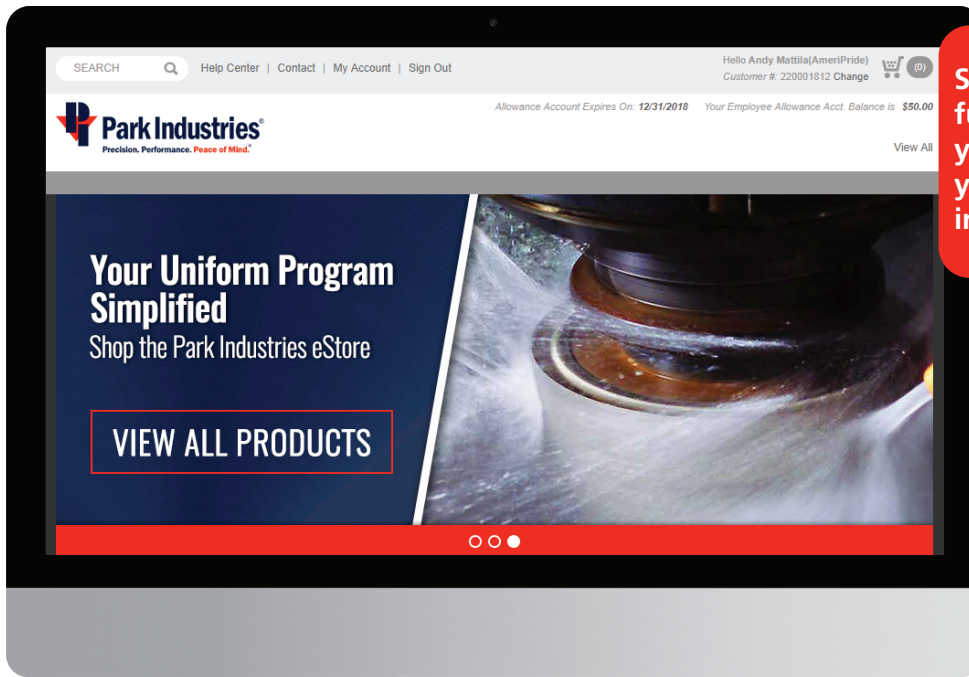 SEARCH
Help Center | Contact | My Account | Sign Out
Hello Andy Mattila(AmeriPride)
Customer #: 220001812 Change
(0)
Allowance Account Expires On: 12/31/2018 Your Employee Allowance Acct. Balance is $50.00
Park Industries®
Precision. Performance. Peace of Mind.®
View All
Your Uniform Program
Simplified
Shop the Park Industries eStore
VIEW ALL PRODUCTS